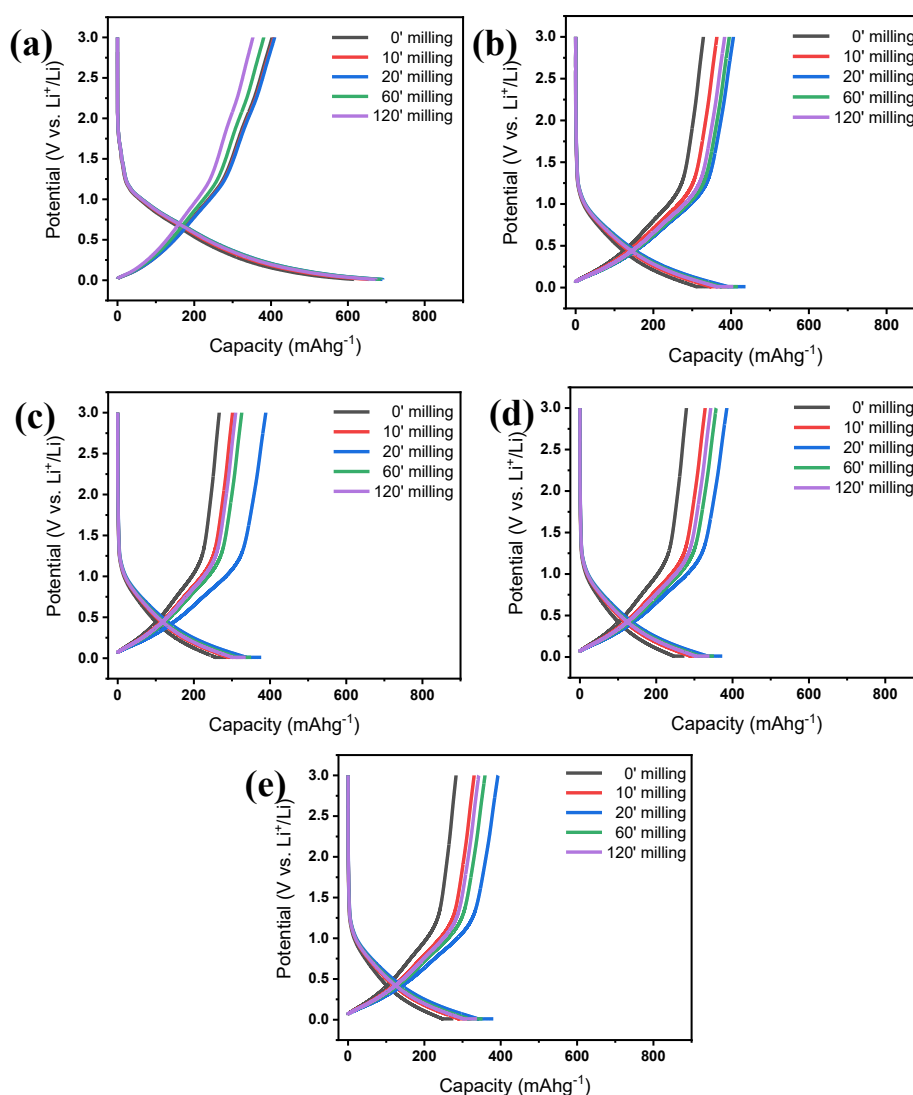 (a)
3.0
2.5
2.0
1.5
1.0
0.5
0.0
Potential (V vs. Li⁺/Li)
0' milling
10' milling
20' milling
60' milling
120' milling
0 200 400 600 800
Capacity (mAhg⁻¹)
(b)
3.0
2.5
2.0
1.5
1.0
0.5
0.0
Potential (V vs. Li⁺/Li)
0' milling
10' milling
20' milling
60' milling
120' milling
0 200 400 600 800
Capacity (mAhg⁻¹)
(c)
3.0
2.5
2.0
1.5
1.0
0.5
0.0
Potential (V vs. Li⁺/Li)
0' milling
10' milling
20' milling
60' milling
120' milling
0 200 400 600 800
Capacity (mAhg⁻¹)
(d)
3.0
2.5
2.0
1.5
1.0
0.5
0.0
Potential (V vs. Li⁺/Li)
0' milling
10' milling
20' milling
60' milling
120' milling
0 200 400 600 800
Capacity (mAhg⁻¹)
(e)
3.0
2.5
2.0
1.5
1.0
0.5
0.0
Potential (V vs. Li⁺/Li)
0' milling
10' milling
20' milling
60' milling
120' milling
0 200 400 600 800
Capacity (mAhg⁻¹)